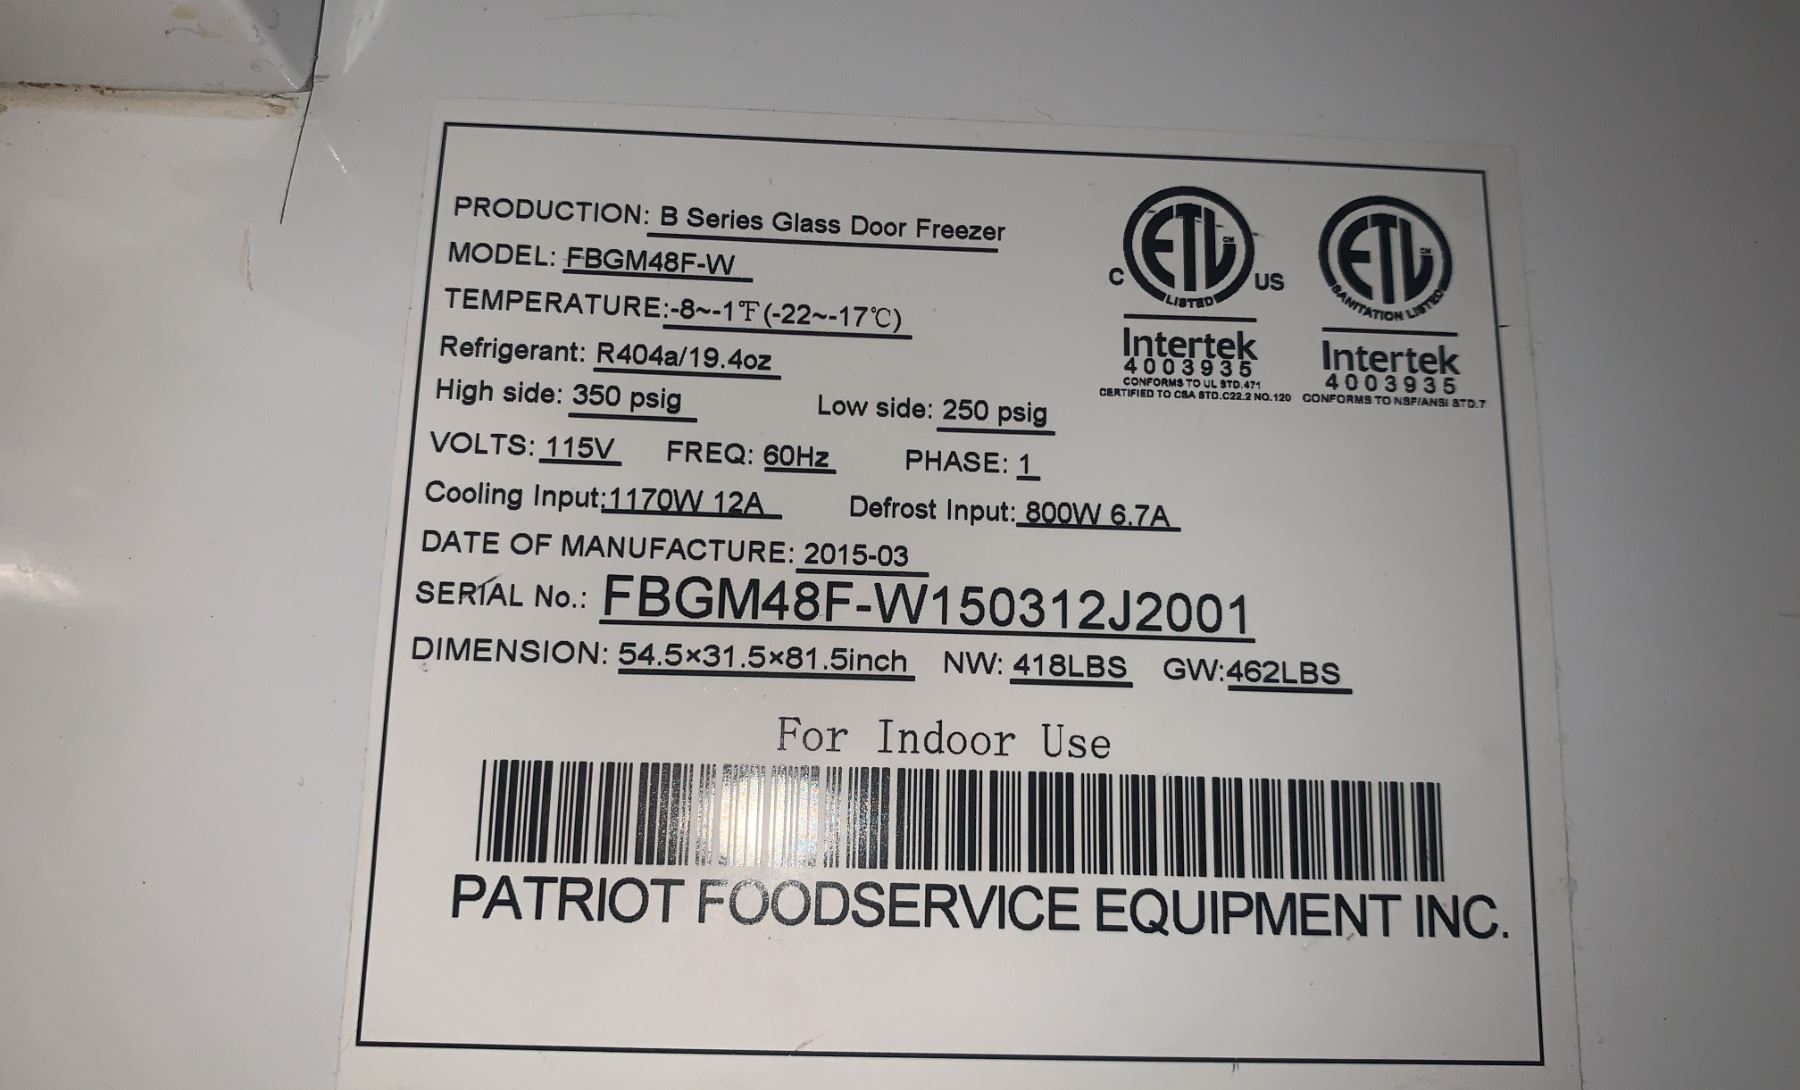 PRODUCTION: B Series Glass Door Freezer
MODEL: FBGM48F-W
TEMPERATURE:-8~-1℉(-22~-17℃)
Refrigerant: R404a/19.4oz
High side: 350 psig Low side: 250 psig
VOLTS: 115V FREQ: 60Hz PHASE: 1
Cooling Input:1170W 12A Defrost Input: 800W 6.7A
DATE OF MANUFACTURE: 2015-03
SERIAL No.: FBGM48F-W150312J2001
DIMENSION: 54.5×31.5×81.5inch NW: 418LBS GW:462LBS
For Indoor Use
PATRIOT FOODSERVICE EQUIPMENT INC.
C ETL CM US
LISTED
Intertek
4003935
CONFORMS TO UL STD.471
CERTIFIED TO CSA STD.C22.2 NO.120
ETL CM
SANITATION LISTED
Intertek
4003935
CONFORMS TO NSF/ANSI STD.7